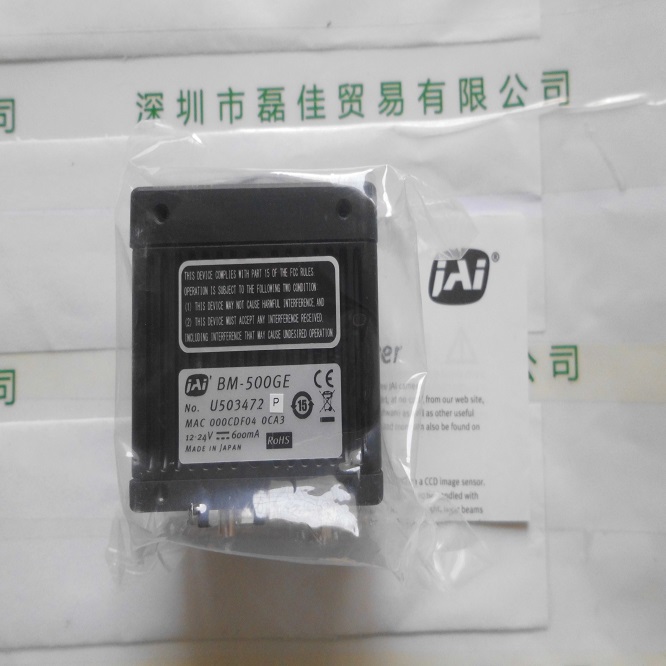 司
深圳市磊佳贸易有限公司
THIS DEVICE COMPLIES WITH PART 15 OF THE FCC RULES
OPERATION IS SUBJECT TO THE FOLLOWING TWO CONDITION
(1) THIS DEVICE MAY NOT CAUSE HARMFUL INTERFERENCE AND
(2) THIS DEVICE MUST ACCEPT ANY INTERFERENCE RECEIVED
INCLUDING INTERFERENCE THAT MAY CAUSE UNDESIRED OPERATION
JAi® BM-500GE CE
No. U503472 P 15
MAC 000CDF04 0CA3
12-24V ⎓ 600mA
RoHS
MADE IN JAPAN
JAi®
from our web site,
as other useful
also be found on
公司
司
a CCD image sensor.
handled with
beams